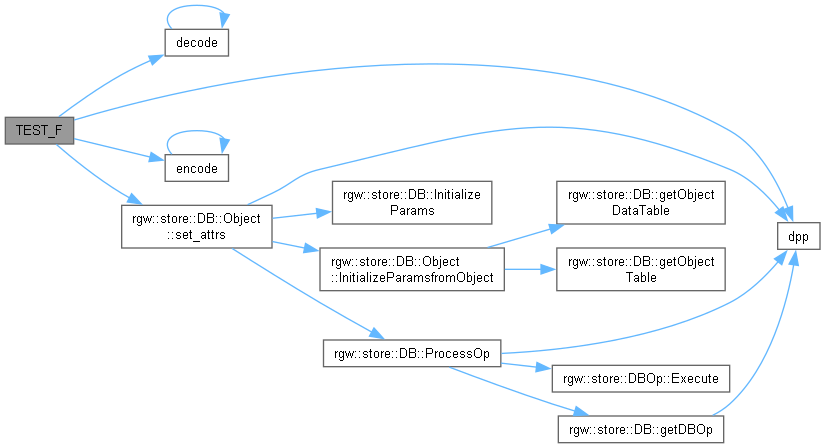 decode
TEST_F
encode
rgw::store::DB::Object
::set_attrs
rgw::store::DB::Initialize
Params
rgw::store::DB::Object
::InitializeParamsfromObject
rgw::store::DB::ProcessOp
rgw::store::DB::getObject
DataTable
rgw::store::DB::getObject
Table
rgw::store::DBOp::Execute
rgw::store::DB::getDBOp
dpp